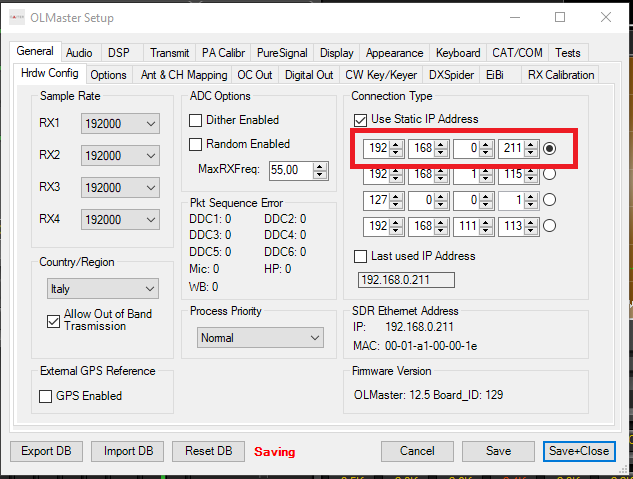 OLMaster Setup
General Audio DSP Transmit PA Calibr PureSignal Display Appearance Keyboard CAT/COM Tests
Hrdw Config Options Ant & CH Mapping OC Out Digital Out CW Key/Keyer DXSpider EiBi RX Calibration
Sample Rate
RX1 192000
RX2 192000
RX3 192000
RX4 192000
Country/Region
Italy
Allow Out of Band
Trasmission
External GPS Reference
GPS Enabled
ADC Options
Dither Enabled
Random Enabled
MaxRXFreq: 55,00
Pkt Sequence Error
DDC1: 0 DDC2: 0
DDC3: 0 DDC4: 0
DDC5: 0 DDC6: 0
Mic: 0 HP: 0
WB: 0
Process Priority
Normal
Connection Type
Use Static IP Address
192 168 0 211
192 168 1 115
127 0 0 1
192 168 111 113
Last used IP Address
192.168.0.211
SDR Ethernet Address
IP: 192.168.0.211
MAC: 00-01-a1-00-00-1e
Firmware Version
OLMaster: 12.5 Board_ID: 129
Export DB Import DB Reset DB Saving Cancel Save Save+Close